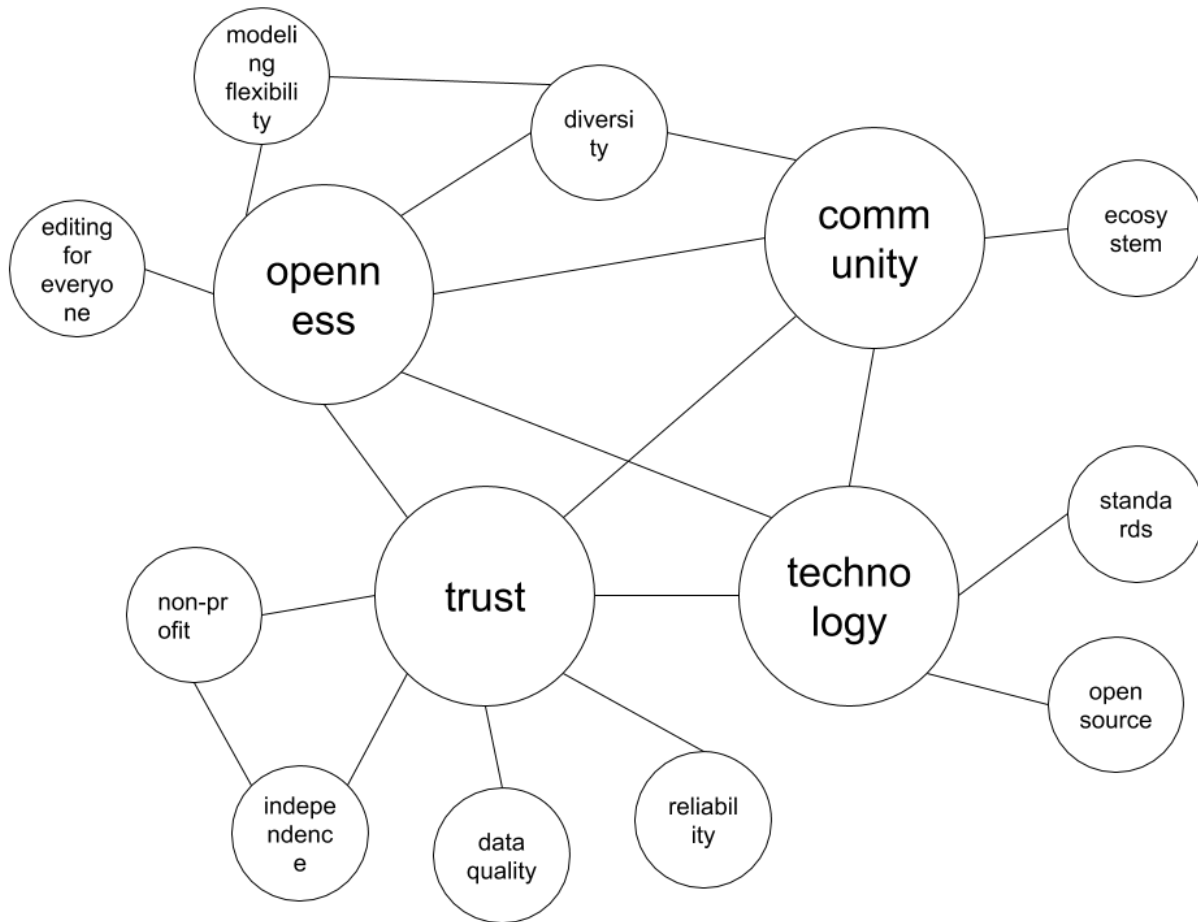 modeli
ng
flexibili
ty
diversi
ty
comm
unity
ecosy
stem
editing
for
everyo
ne
openn
ess
standa
rds
trust
techno
logy
non-pr
ofit
open
source
indepe
ndenc
e
data
quality
reliabil
ity